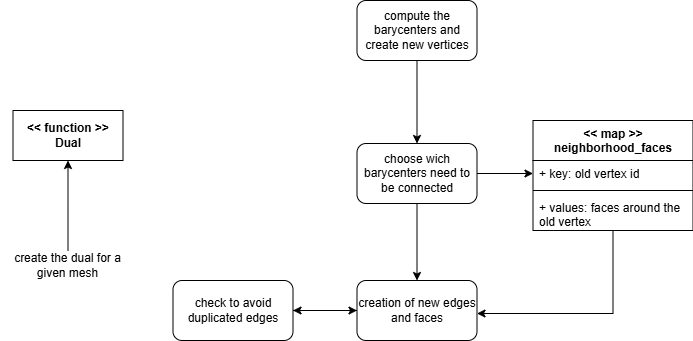 compute the
barycenters and
create new vertices
<< function >>
Dual
create the dual for a
given mesh
choose wich
barycenters need to
be connected
<< map >>
neighborhood_faces
+ key: old vertex id
+ values: faces around the
old vertex
check to avoid
duplicated edges
creation of new edges
and faces